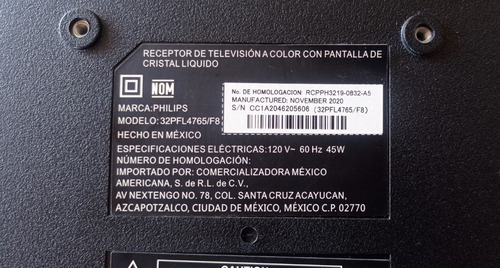 RECEPTOR DE TELEVISIÓN A COLOR CON PANTALLA DE
CRISTAL LIQUIDO
NOM
No. DE HOMOLOGACION: RCPPH3219-0832-A5
MANUFACTURED: NOVEMBER 2020
S/N CC1A2046205606 (32PFL4765/F8)
MARCA:PHILIPS
MODELO:32PFL4765/F8)
HECHO EN MÉXICO
ESPECIFICACIONES ELÉCTRICAS:120 V~ 60 Hz 45W
NÚMERO DE HOMOLOGACIÓN:
IMPORTADO POR: COMERCIALIZADORA MÉXICO
AMERICANA, S. de R.L. de C.V.,
AV NEXTENGO NO. 78, COL. SANTA CRUZ ACAYUCAN,
AZCAPOTZALCO, CIUDAD DE MÉXICO, MÉXICO C.P. 02770
CAUTION